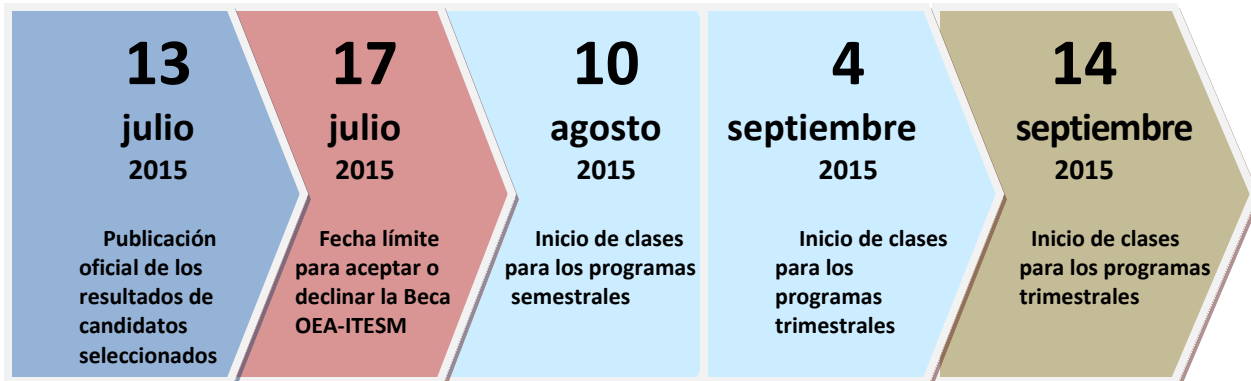 13
julio
2015
Publicación
oficial de los
resultados de
candidatos
seleccionados
17
julio
2015
Fecha límite
para aceptar o
declinar la Beca
OEA-ITESM
10
agosto
2015
Inicio de clases
para los programas
semestrales
4
septiembre
2015
Inicio de clases
para los
programas
trimestrales
14
septiembre
2015
Inicio de clases
para los programas
trimestrales